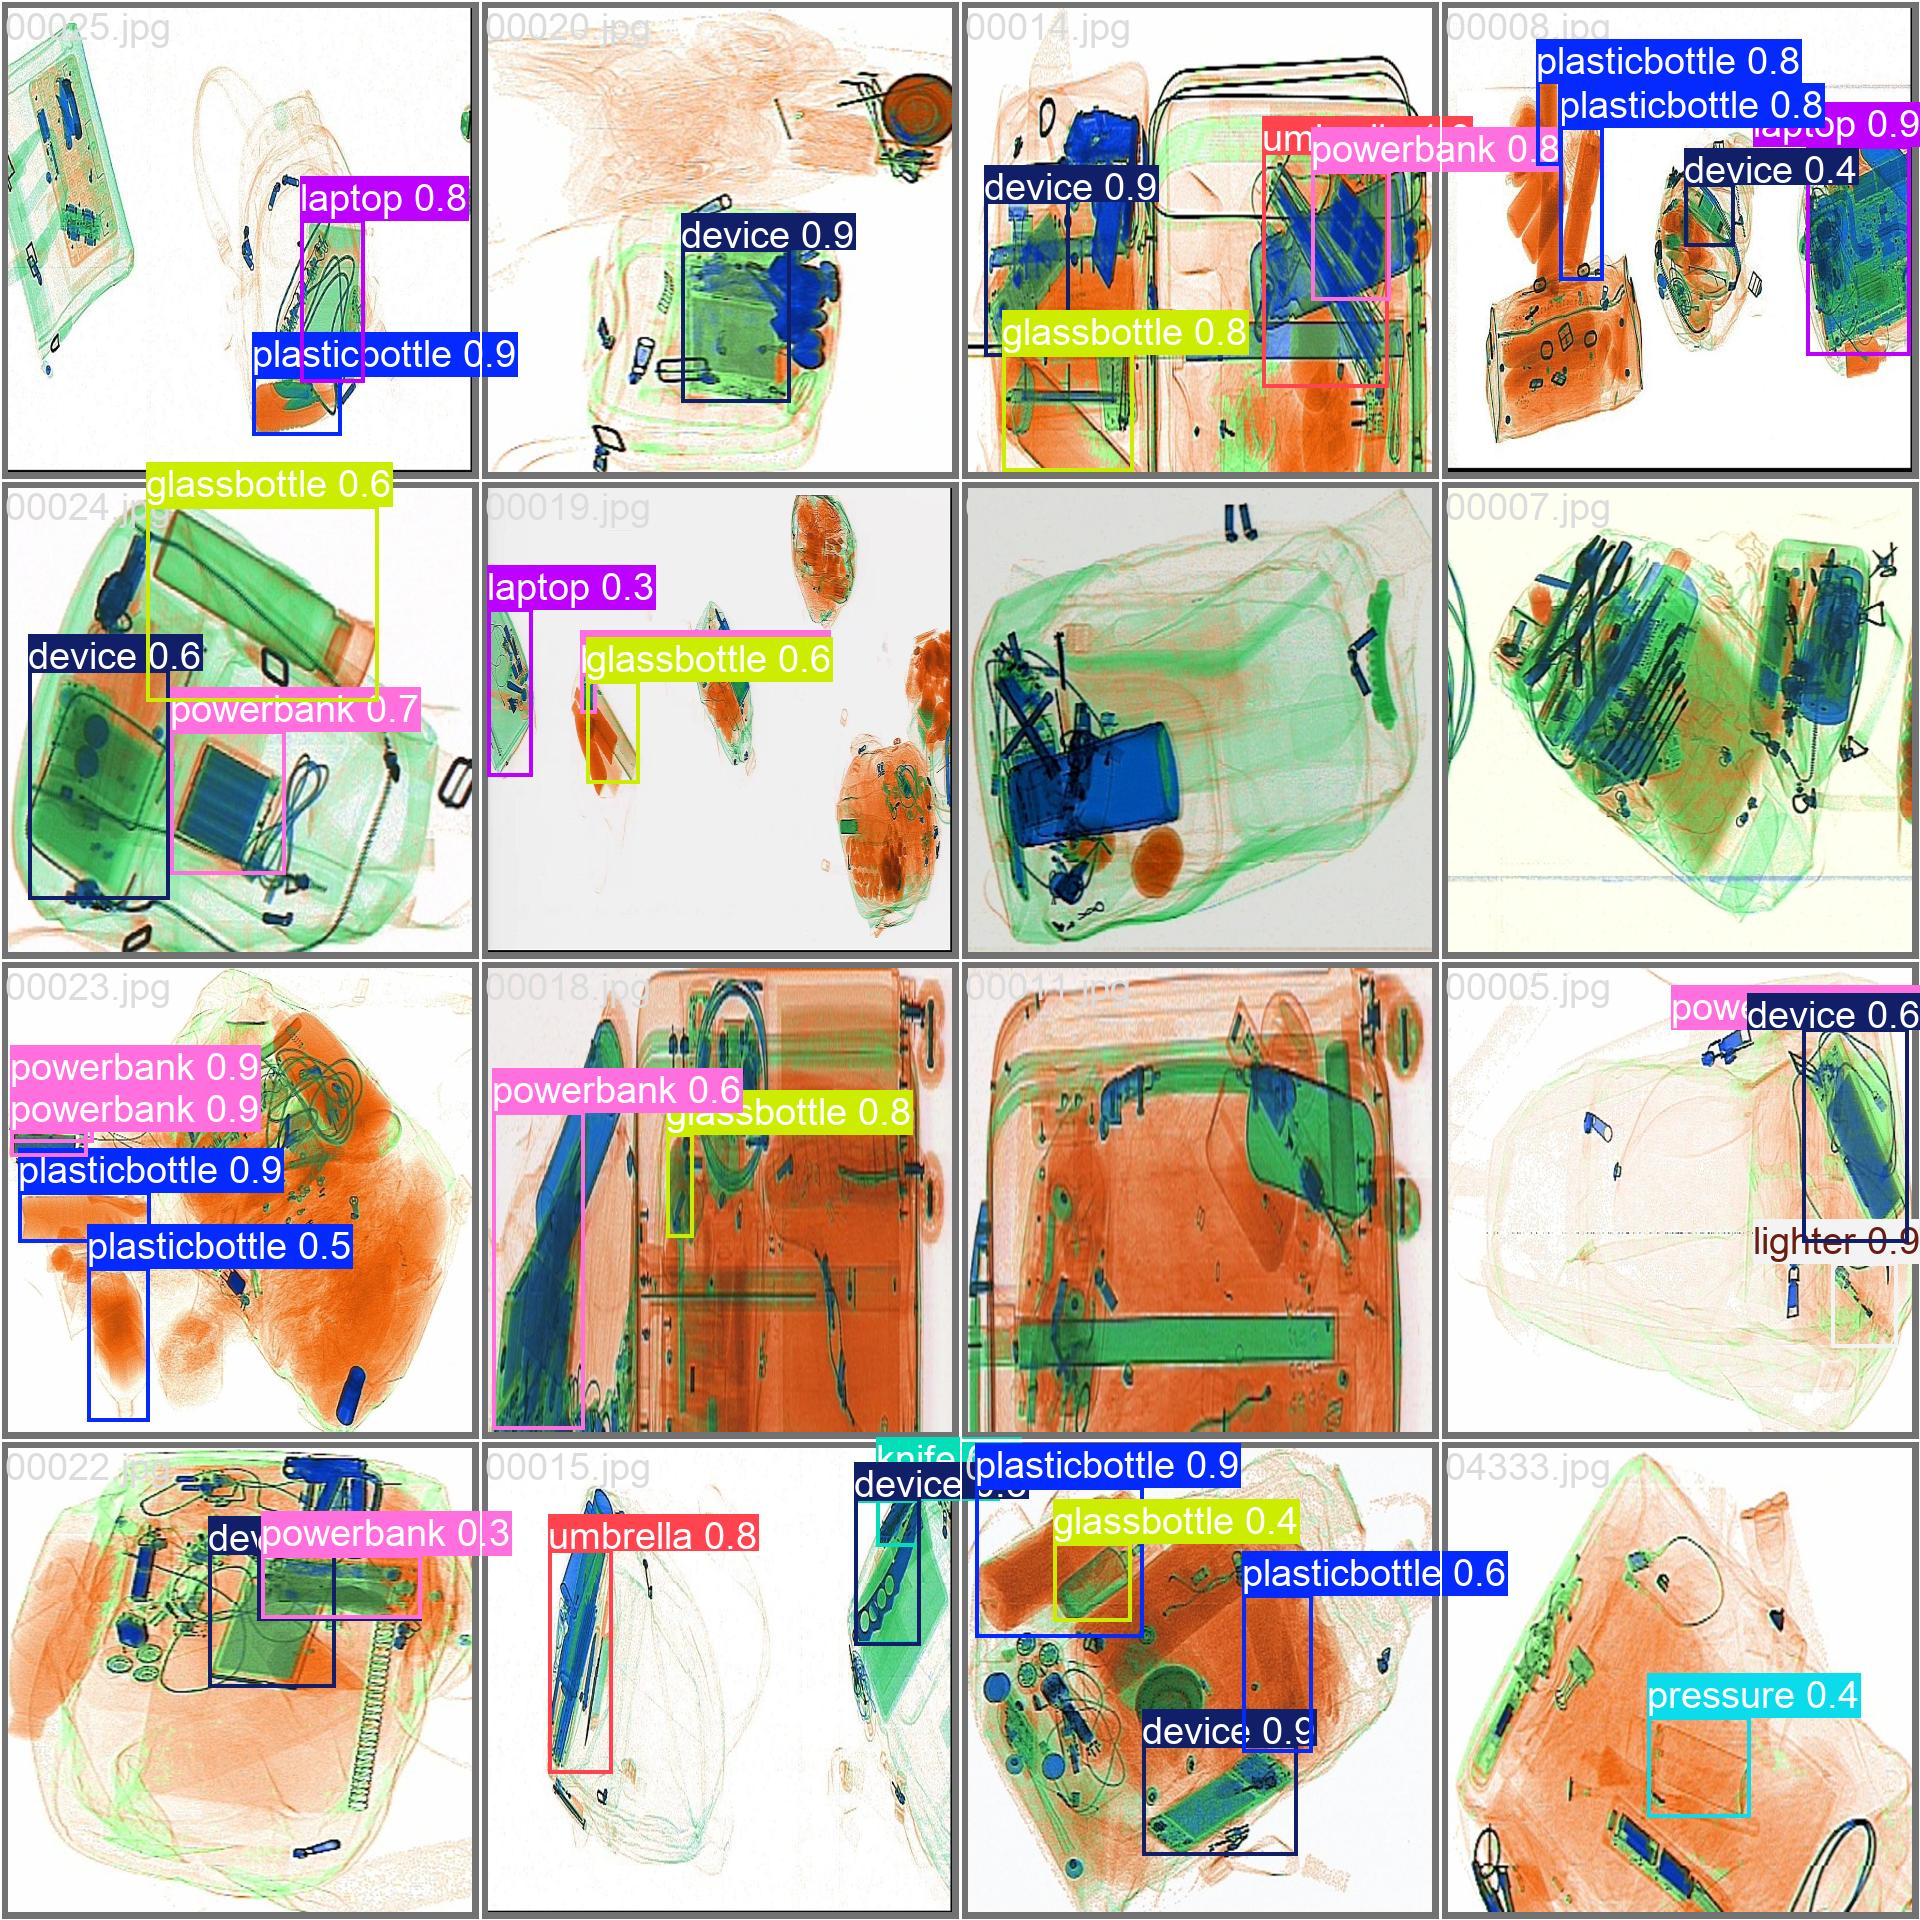 00025.jpg
laptop 0.8
plasticbottle 0.9
00020.jpg
device 0.9
00014.jpg
powerbank 0.8
device 0.9
glassbottle 0.8
00008.jpg
plasticbottle 0.8
plasticbottle 0.8
laptop 0.9
device 0.4
00024.jpg
glassbottle 0.6
device 0.6
powerbank 0.7
00019.jpg
laptop 0.3
glassbottle 0.6
00007.jpg
00023.jpg
powerbank 0.9
powerbank 0.9
plasticbottle 0.9
plasticbottle 0.5
00018.jpg
powerbank 0.6
glassbottle 0.8
00011.jpg
00005.jpg
device 0.6
lighter 0.9
00022.jpg
powerbank 0.3
00015.jpg
umbrella 0.8
knife
device
plasticbottle 0.9
glassbottle 0.4
plasticbottle 0.6
device 0.9
04333.jpg
pressure 0.4